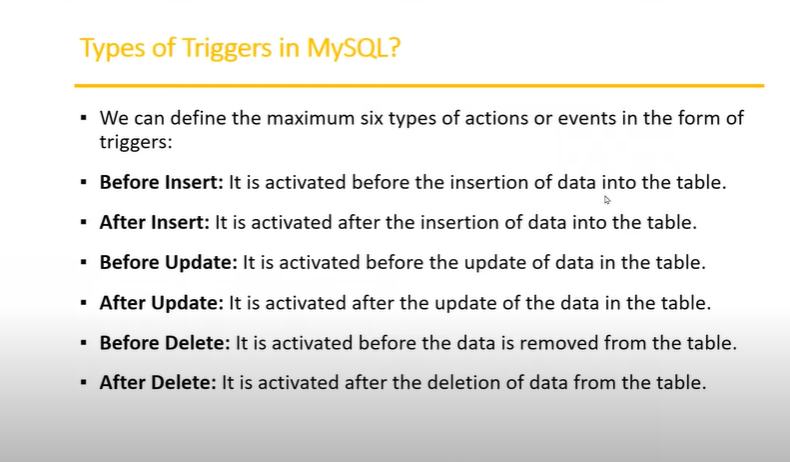 Types of Triggers in MySQL?
▪ We can define the maximum six types of actions or events in the form of
triggers:
▪ Before Insert: It is activated before the insertion of data into the table.
▪ After Insert: It is activated after the insertion of data into the table.
▪ Before Update: It is activated before the update of data in the table.
▪ After Update: It is activated after the update of the data in the table.
▪ Before Delete: It is activated before the data is removed from the table.
▪ After Delete: It is activated after the deletion of data from the table.